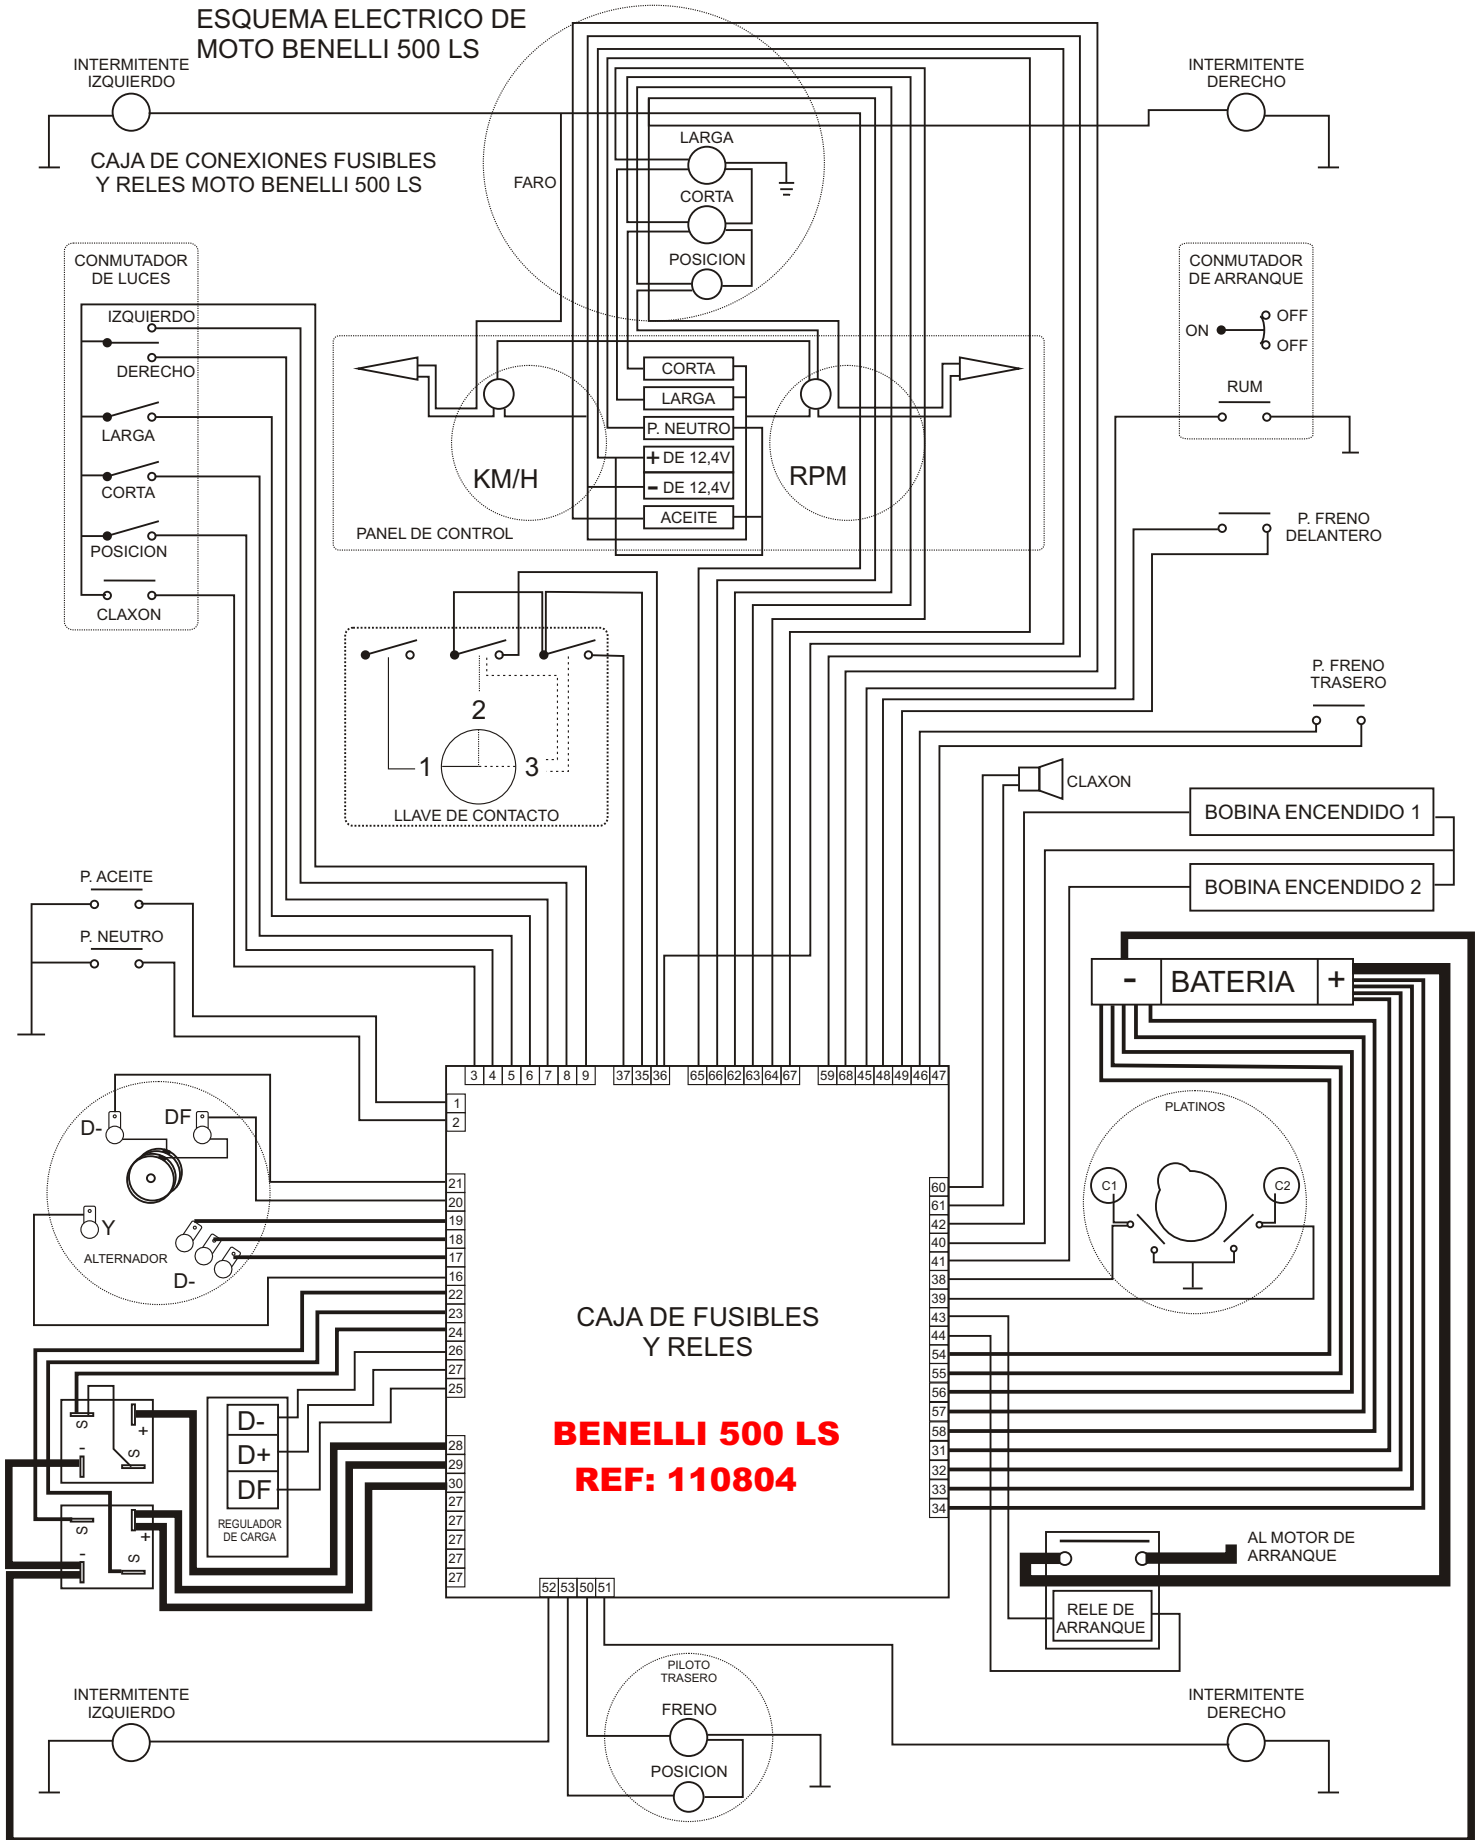 ESQUEMA ELECTRICO DE
MOTO BENELLI 500 LS
INTERMITENTE
IZQUIERDO
INTERMITENTE
DERECHO
CAJA DE CONEXIONES FUSIBLES
Y RELES MOTO BENELLI 500 LS
FARO
LARGA
CORTA
POSICION
CONMUTADOR
DE LUCES
IZQUIERDO
DERECHO
LARGA
CORTA
POSICION
CLAXON
CONMUTADOR
DE ARRANQUE
OFF
ON
OFF
RUM
CORTA
LARGA
P. NEUTRO
+ DE 12,4V
- DE 12,4V
ACEITE
KM/H
RPM
PANEL DE CONTROL
P. FRENO
DELANTERO
P. FRENO
TRASERO
1
2
3
LLAVE DE CONTACTO
CLAXON
BOBINA ENCENDIDO 1
BOBINA ENCENDIDO 2
P. ACEITE
P. NEUTRO
- BATERIA +
3 4 5 6 7 8 9 37 35 36 65 66 62 63 64 67 59 68 45 48 49 46 47
1
2
21
20
19
18
17
16
22
23
24
26
27
25
28
29
30
27
27
27
27
27
D-
DF
Y
ALTERNADOR
D-
PLATINOS
C1
C2
60
61
42
40
41
38
39
43
44
54
55
56
57
58
31
32
33
34
CAJA DE FUSIBLES
Y RELES
BENELLI 500 LS
REF: 110804
S
+
-
S
S
+
-
S
D-
D+
DF
REGULADOR
DE CARGA
AL MOTOR DE
ARRANQUE
RELE DE
ARRANQUE
52 53 50 51
PILOTO
TRASERO
FRENO
POSICION
INTERMITENTE
IZQUIERDO
INTERMITENTE
DERECHO